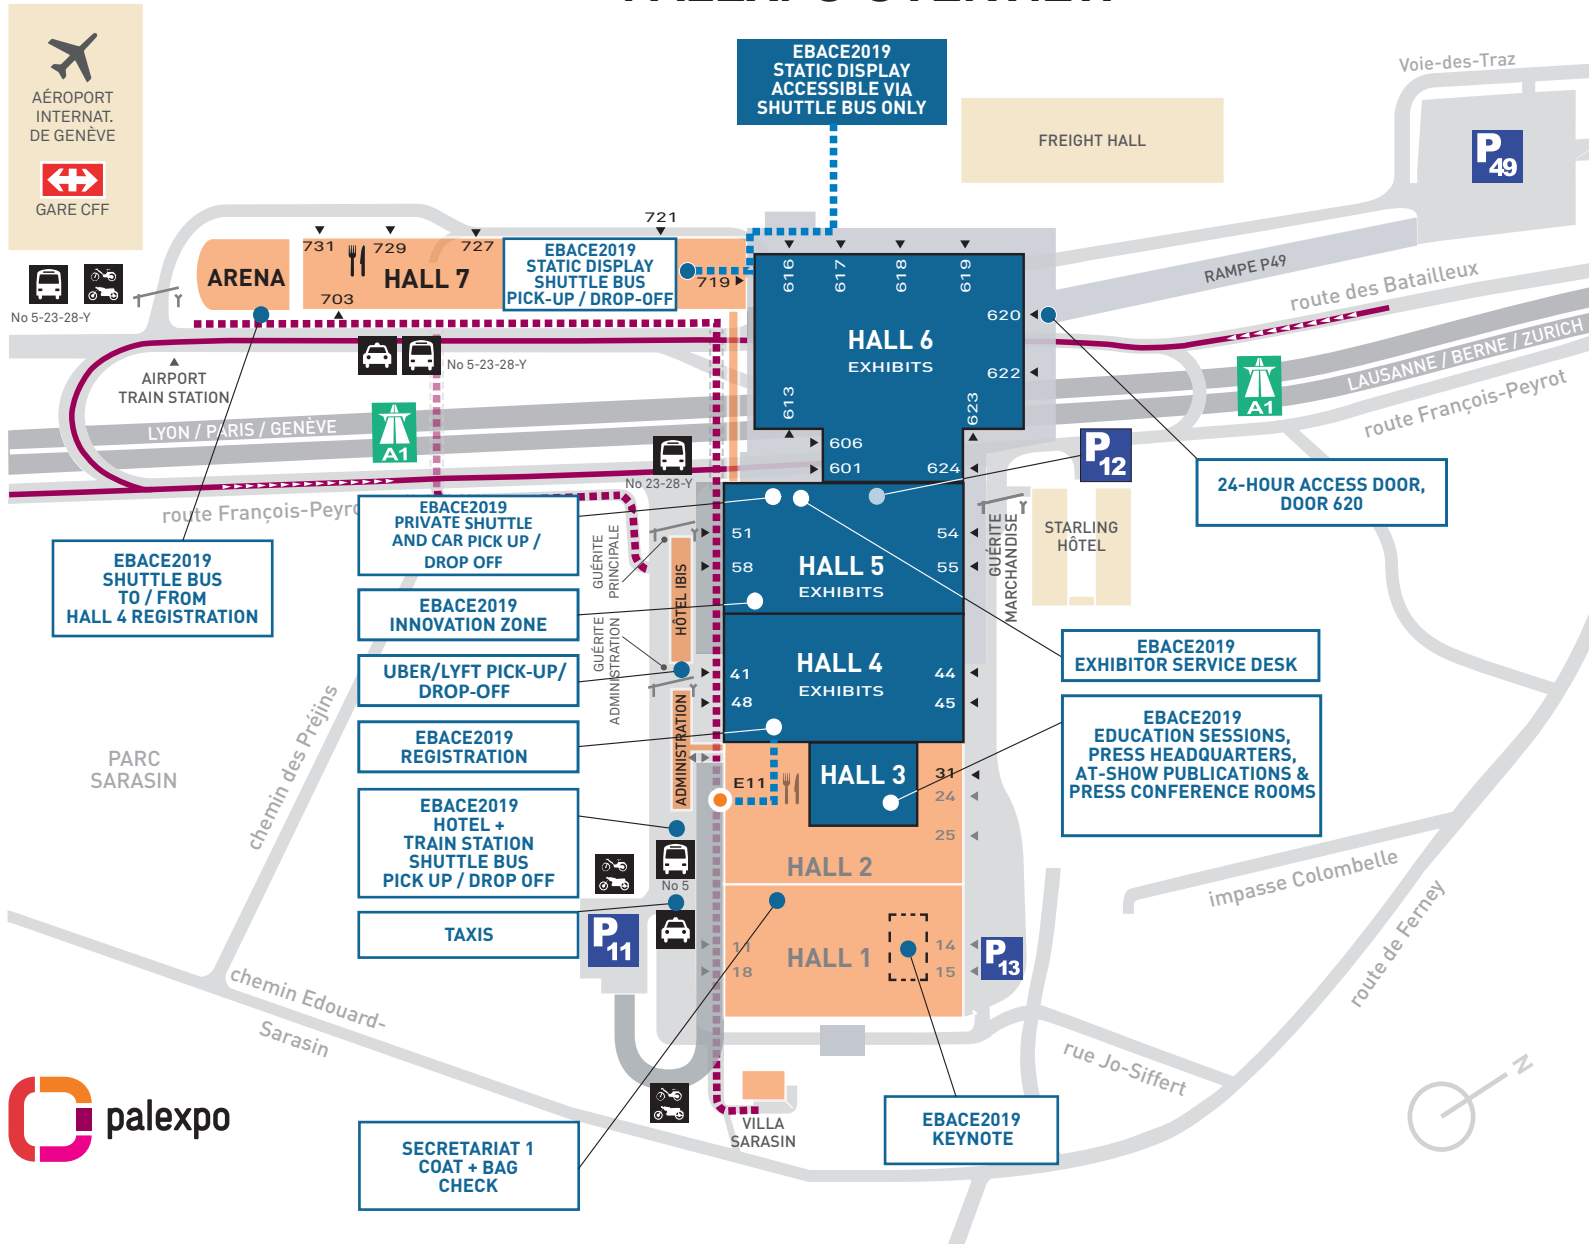 PALEXPO OVERVIEW
AÉROPORT
INTERNAT.
DE GENÈVE
GARE CFF
EBACE2019
STATIC DISPLAY
ACCESSIBLE VIA
SHUTTLE BUS ONLY
FREIGHT HALL
Voie-des-Traz
P49
RAMPE P49
route des Batailleux
LAUSANNE / BERNE / ZURICH
route François-Peyrot
A1
731
729
727
721
719
703
ARENA
HALL 7
EBACE2019
STATIC DISPLAY
SHUTTLE BUS
PICK-UP / DROP-OFF
No 5-23-28-Y
No 5-23-28-Y
AIRPORT
TRAIN STATION
LYON / PARIS / GENÈVE
A1
No 23-28-Y
route François-Peyro
616
617
618
619
620
622
613
623
606
601
624
HALL 6
EXHIBITS
P12
24-HOUR ACCESS DOOR,
DOOR 620
GUÉRITE
MARCHANDISE
STARLING
HÔTEL
EBACE2019
SHUTTLE BUS
TO / FROM
HALL 4 REGISTRATION
EBACE2019
PRIVATE SHUTTLE
AND CAR PICK UP /
DROP OFF
EBACE2019
INNOVATION ZONE
UBER/LYFT PICK-UP/
DROP-OFF
EBACE2019
REGISTRATION
EBACE2019
HOTEL +
TRAIN STATION
SHUTTLE BUS
PICK UP / DROP OFF
TAXIS
GUÉRITE
PRINCIPALE
HÔTEL IBIS
GUÉRITE
ADMINISTRATION
ADMINISTRATION
51
58
54
55
HALL 5
EXHIBITS
41
48
44
45
HALL 4
EXHIBITS
EBACE2019
EXHIBITOR SERVICE DESK
EBACE2019
EDUCATION SESSIONS,
PRESS HEADQUARTERS,
AT-SHOW PUBLICATIONS &
PRESS CONFERENCE ROOMS
HALL 3
E11
31
24
25
HALL 2
No 5
P11
11
18
HALL 1
14
15
P13
PARC
SARASIN
chemin des Préjins
chemin Edouard-
Sarasin
impasse Colombelle
route de Ferney
rue Jo-Siffert
N
VILLA
SARASIN
EBACE2019
KEYNOTE
SECRETARIAT 1
COAT + BAG
CHECK
palexpo